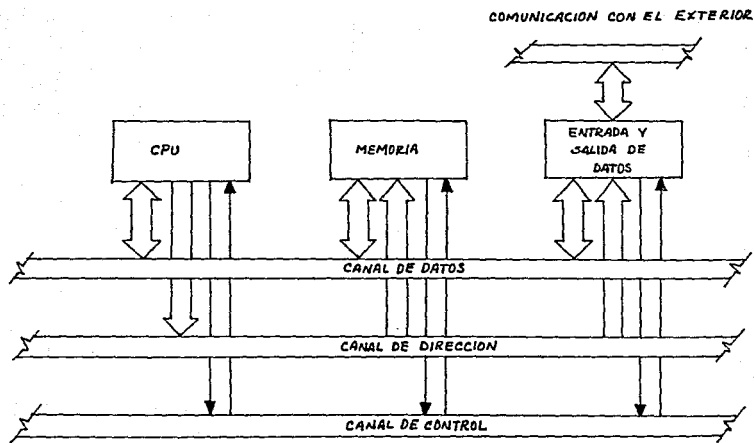 COMUNICACION CON EL EXTERIOR
CPU
MEMORIA
ENTRADA Y
SALIDA DE
DATOS
CANAL DE DATOS
CANAL DE DIRECCION
CANAL DE CONTROL